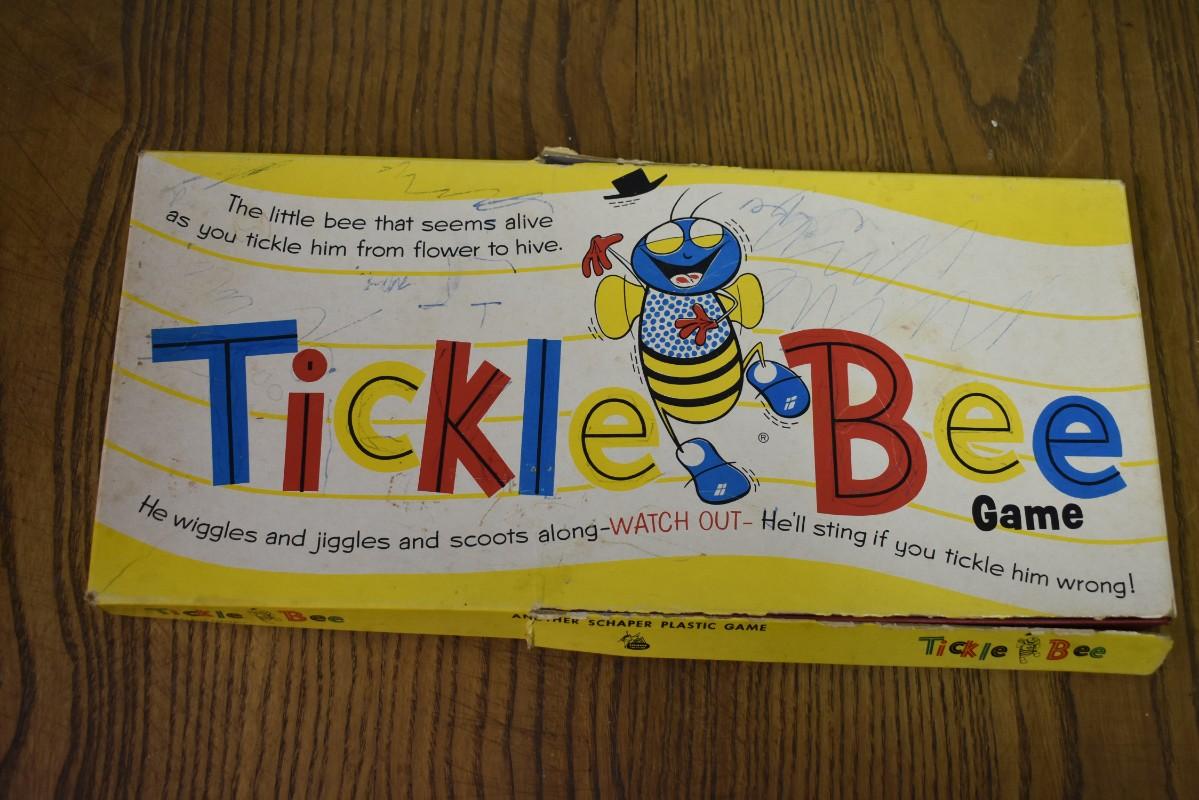 The little bee that seems alive
as you tickle him from flower to hive.
Tickle Bee
®
Game
He wiggles and jiggles and scoots along-WATCH OUT- He'll sting if you tickle him wrong!
Tickle Bee
ANOTHER SCHAPER PLASTIC GAME
Tickle Bee